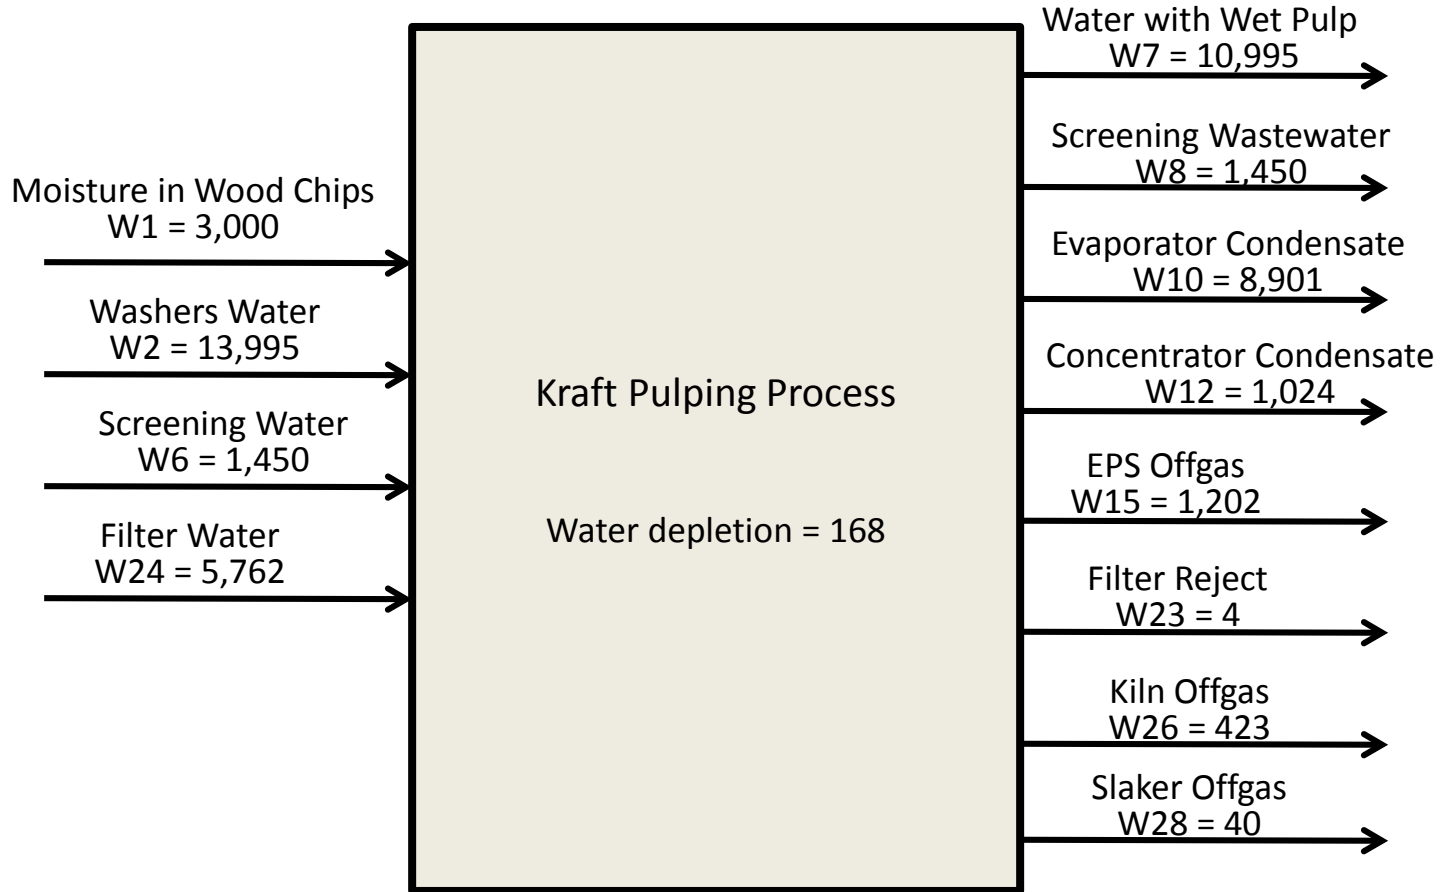 Moisture in Wood Chips
W1 = 3,000
Washers Water
W2 = 13,995
Screening Water
W6 = 1,450
Filter Water
W24 = 5,762
Kraft Pulping Process
Water depletion = 168
Water with Wet Pulp
W7 = 10,995
Screening Wastewater
W8 = 1,450
Evaporator Condensate
W10 = 8,901
Concentrator Condensate
W12 = 1,024
EPS Offgas
W15 = 1,202
Filter Reject
W23 = 4
Kiln Offgas
W26 = 423
Slaker Offgas
W28 = 40